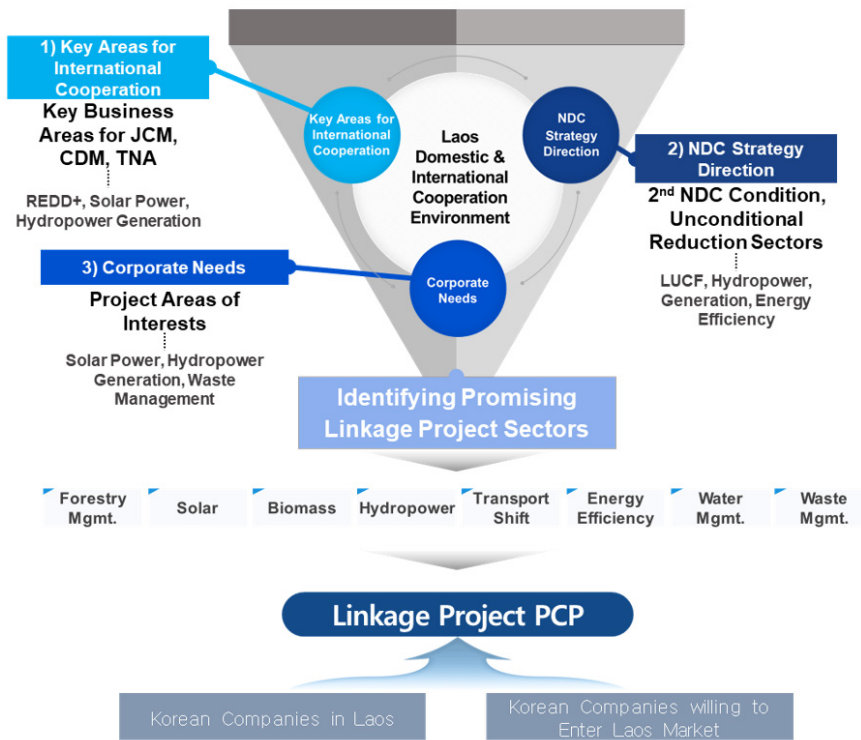 1) Key Areas for
International
Cooperation
Key Business
Areas for JCM,
CDM, TNA
REDD+, Solar Power,
Hydropower Generation
Key Areas for
International
Cooperation
NDC
Strategy
Direction
Laos
Domestic &
International
Cooperation
Environment
2) NDC Strategy
Direction
2nd NDC Condition,
Unconditional
Reduction Sectors
LUCF, Hydropower,
Generation, Energy
Efficiency
3) Corporate Needs
Project Areas of
Interests
Solar Power, Hydropower
Generation, Waste
Management
Corporate
Needs
Identifying Promising
Linkage Project Sectors
Forestry
Mgmt.
Solar
Biomass
Hydropower
Transport
Shift
Energy
Efficiency
Water
Mgmt.
Waste
Mgmt.
Linkage Project PCP
Korean Companies in Laos
Korean Companies willing to
Enter Laos Market